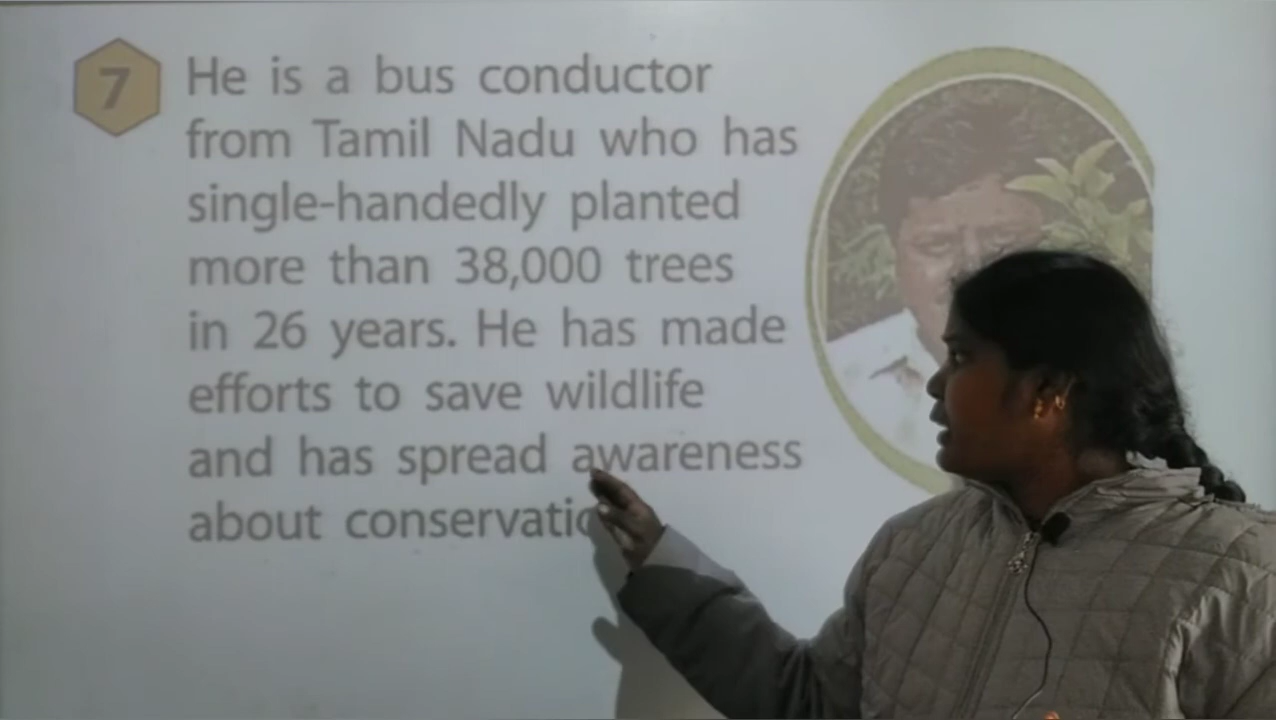 7
He is a bus conductor
from Tamil Nadu who has
single-handedly planted
more than 38,000 trees
in 26 years. He has made
efforts to save wildlife
and has spread awareness
about